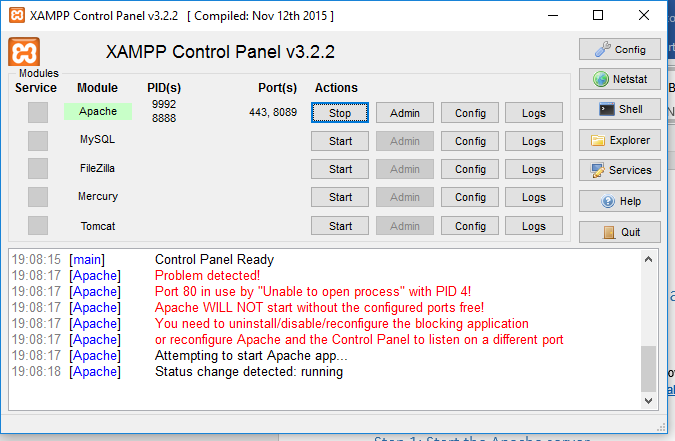 XAMPP Control Panel v3.2.2 [ Compiled: Nov 12th 2015 ]
XAMPP Control Panel v3.2.2
Config
Modules
Service Module PID(s) Port(s) Actions
Netstat
Apache 9992 8888 443, 8089 Stop Admin Config Logs
Shell
MySQL Start Admin Config Logs
Explorer
FileZilla Start Admin Config Logs
Services
Mercury Start Admin Config Logs
Help
Tomcat Start Admin Config Logs
Quit
19:08:15 [main] Control Panel Ready
19:08:17 [Apache] Problem detected!
19:08:17 [Apache] Port 80 in use by "Unable to open process" with PID 4!
19:08:17 [Apache] Apache WILL NOT start without the configured ports free!
19:08:17 [Apache] You need to uninstall/disable/reconfigure the blocking application
19:08:17 [Apache] or reconfigure Apache and the Control Panel to listen on a different port
19:08:17 [Apache] Attempting to start Apache app...
19:08:18 [Apache] Status change detected: running
Step 1: Start the Apache server